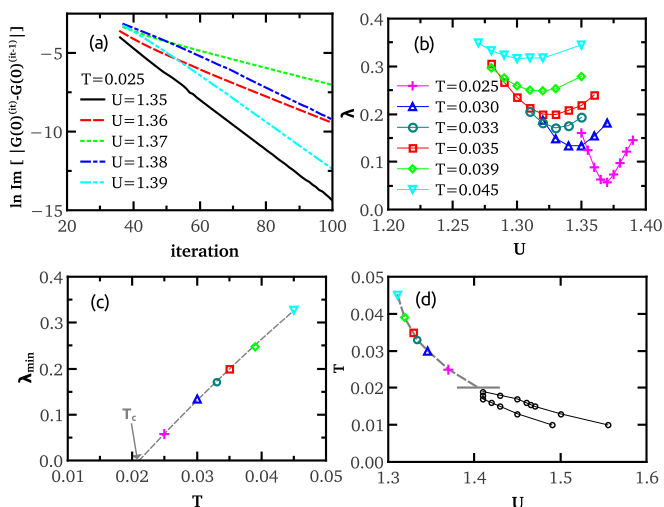 (a)
ln Im [ |G(0)^(it)-G(0)^(it-1)| ]
-5
-10
-15
T=0.025
U=1.35
U=1.36
U=1.37
U=1.38
U=1.39
20 40 60 80 100
iteration
(b)
λ
0.4
0.3
0.2
0.1
0.0
T=0.025
T=0.030
T=0.033
T=0.035
T=0.039
T=0.045
1.20 1.25 1.30 1.35 1.40
U
(c)
λmin
0.4
0.3
0.2
0.1
0.0
Tc
0.01 0.02 0.03 0.04 0.05
T
(d)
T
0.05
0.04
0.03
0.02
0.01
0.00
1.3 1.4 1.5 1.6
U